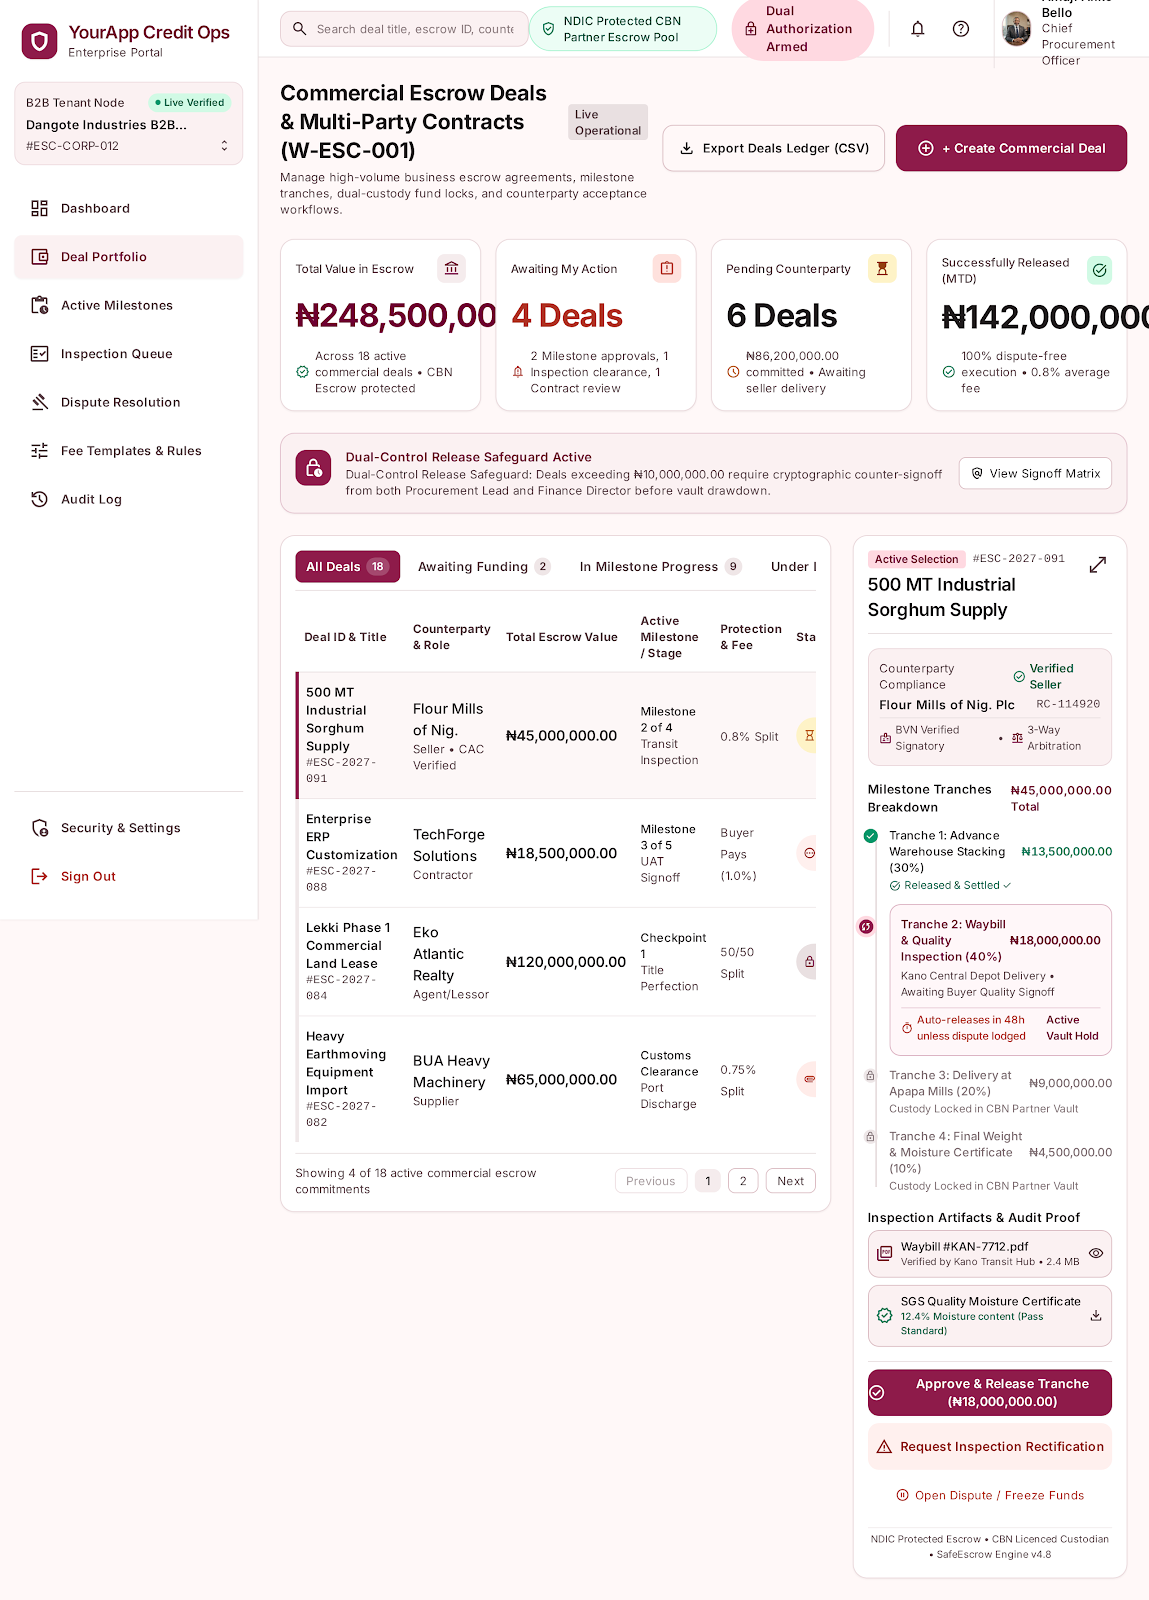 YourApp Credit Ops
Enterprise Portal
B2B Tenant Node
Live Verified
Dangote Industries B2B...
#ESC-CORP-012
Dashboard
Deal Portfolio
Active Milestones
Inspection Queue
Dispute Resolution
Fee Templates & Rules
Audit Log
Security & Settings
Sign Out
Search deal title, escrow ID, counte
NDIC Protected CBN
Partner Escrow Pool
Dual
Authorization
Armed
Bello
Chief
Procurement
Officer
Commercial Escrow Deals
& Multi-Party Contracts
(W-ESC-001)
Live
Operational
Manage high-volume business escrow agreements, milestone
tranches, dual-custody fund locks, and counterparty acceptance
workflows.
Export Deals Ledger (CSV)
+ Create Commercial Deal
Total Value in Escrow
₦248,500,00
Across 18 active
commercial deals • CBN
Escrow protected
Awaiting My Action
4 Deals
2 Milestone approvals, 1
Inspection clearance, 1
Contract review
Pending Counterparty
6 Deals
₦86,200,000.00
committed • Awaiting
seller delivery
Successfully Released
(MTD)
₦142,000,000
100% dispute-free
execution • 0.8% average
fee
Dual-Control Release Safeguard Active
Dual-Control Release Safeguard: Deals exceeding ₦10,000,000.00 require cryptographic counter-signoff
from both Procurement Lead and Finance Director before vault drawdown.
View Signoff Matrix
All Deals 18
Awaiting Funding 2
In Milestone Progress 9
Under
Deal ID & Title
Counterparty
& Role
Total Escrow Value
Active
Milestone
/ Stage
Protection
& Fee
Sta
500 MT
Industrial
Sorghum
Supply
#ESC-2027-
091
Flour Mills
of Nig.
Seller • CAC
Verified
₦45,000,000.00
Milestone
2 of 4
Transit
Inspection
0.8% Split
Enterprise
ERP
Customization
#ESC-2027-
088
TechForge
Solutions
Contractor
₦18,500,000.00
Milestone
3 of 5
UAT
Signoff
Buyer
Pays
(1.0%)
Lekki Phase 1
Commercial
Land Lease
#ESC-2027-
084
Eko
Atlantic
Realty
Agent/Lessor
₦120,000,000.00
Checkpoint
1
Title
Perfection
50/50
Split
Heavy
Earthmoving
Equipment
Import
#ESC-2027-
082
BUA Heavy
Machinery
Supplier
₦65,000,000.00
Customs
Clearance
Port
Discharge
0.75%
Split
Showing 4 of 18 active commercial escrow
commitments
Previous
1
2
Next
Active Selection
#ESC-2027-091
500 MT Industrial
Sorghum Supply
Counterparty
Compliance
Verified
Seller
Flour Mills of Nig. Plc
RC-114920
BVN Verified
Signatory
•
3-Way
Arbitration
Milestone Tranches
Breakdown
₦45,000,000.00
Total
Tranche 1: Advance
Warehouse Stacking
(30%)
₦13,500,000.00
Released & Settled ✓
Tranche 2: Waybill
& Quality
Inspection (40%)
₦18,000,000.00
Kano Central Depot Delivery •
Awaiting Buyer Quality Signoff
Auto-releases in 48h
unless dispute lodged
Active
Vault Hold
Tranche 3: Delivery at
Apapa Mills (20%)
₦9,000,000.00
Custody Locked in CBN Partner Vault
Tranche 4: Final Weight
& Moisture Certificate
(10%)
₦4,500,000.00
Custody Locked in CBN Partner Vault
Inspection Artifacts & Audit Proof
Waybill #KAN-7712.pdf
Verified by Kano Transit Hub • 2.4 MB
SGS Quality Moisture Certificate
12.4% Moisture content (Pass
Standard)
Approve & Release Tranche
(₦18,000,000.00)
Request Inspection Rectification
Open Dispute / Freeze Funds
NDIC Protected Escrow • CBN Licenced Custodian
• SafeEscrow Engine v4.8